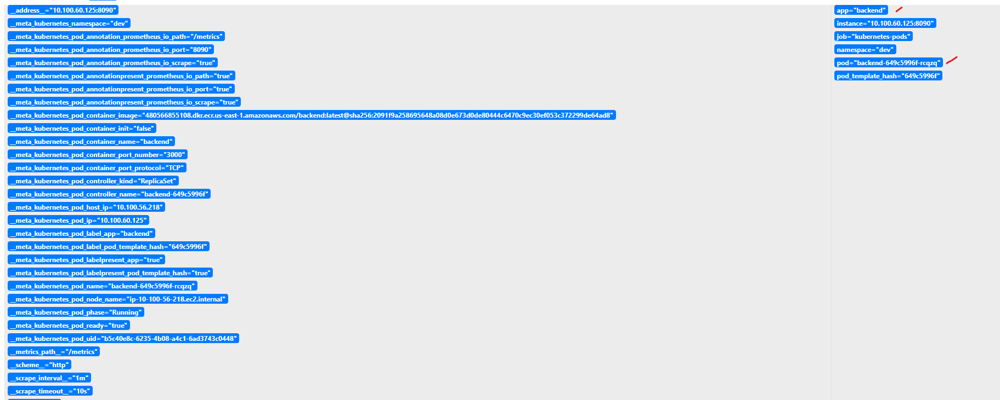 __address__="10.100.60.125:8090"
__meta_kubernetes_namespace="dev"
__meta_kubernetes_pod_annotation_prometheus_io_path="/metrics"
__meta_kubernetes_pod_annotation_prometheus_io_port="8090"
__meta_kubernetes_pod_annotation_prometheus_io_scrape="true"
__meta_kubernetes_pod_annotationpresent_prometheus_io_path="true"
__meta_kubernetes_pod_annotationpresent_prometheus_io_port="true"
__meta_kubernetes_pod_annotationpresent_prometheus_io_scrape="true"
__meta_kubernetes_pod_container_image="480566855108.dkr.ecr.us-east-1.amazonaws.com/backend:latest@sha256:2091f9a258695648a08d0e673d0de80444c6470c9ec30ef053c372299de64ad8"
__meta_kubernetes_pod_container_init="false"
__meta_kubernetes_pod_container_name="backend"
__meta_kubernetes_pod_container_port_number="3000"
__meta_kubernetes_pod_container_port_protocol="TCP"
__meta_kubernetes_pod_controller_kind="ReplicaSet"
__meta_kubernetes_pod_controller_name="backend-649c5996f"
__meta_kubernetes_pod_host_ip="10.100.56.218"
__meta_kubernetes_pod_ip="10.100.60.125"
__meta_kubernetes_pod_label_app="backend"
__meta_kubernetes_pod_label_pod_template_hash="649c5996f"
__meta_kubernetes_pod_labelpresent_app="true"
__meta_kubernetes_pod_labelpresent_pod_template_hash="true"
__meta_kubernetes_pod_name="backend-649c5996f-rcqzq"
__meta_kubernetes_pod_node_name="ip-10-100-56-218.ec2.internal"
__meta_kubernetes_pod_phase="Running"
__meta_kubernetes_pod_ready="true"
__meta_kubernetes_pod_uid="b5c40e8c-6235-4b08-a4c1-6ad3743c0448"
__metrics_path__="/metrics"
__scheme__="http"
__scrape_interval__="1m"
__scrape_timeout__="10s"
app="backend"
instance="10.100.60.125:8090"
job="kubernetes-pods"
namespace="dev"
pod="backend-649c5996f-rcqzq"
pod_template_hash="649c5996f"